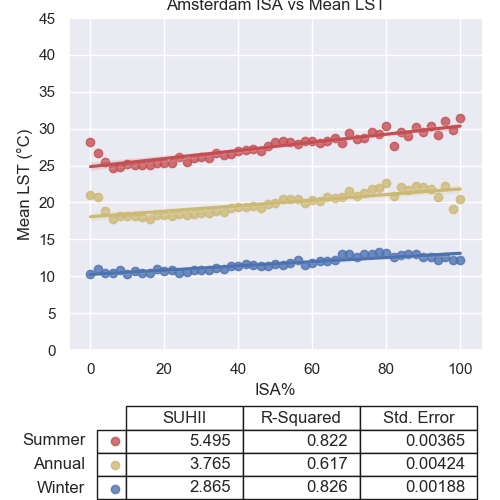 Amsterdam ISA vs Mean LST
45
40
35
30
25
20
15
10
5
0
Mean LST (°C)
0 20 40 60 80 100
ISA%
SUHII R-Squared Std. Error
Summer 5.495 0.822 0.00365
Annual 3.765 0.617 0.00424
Winter 2.865 0.826 0.00188